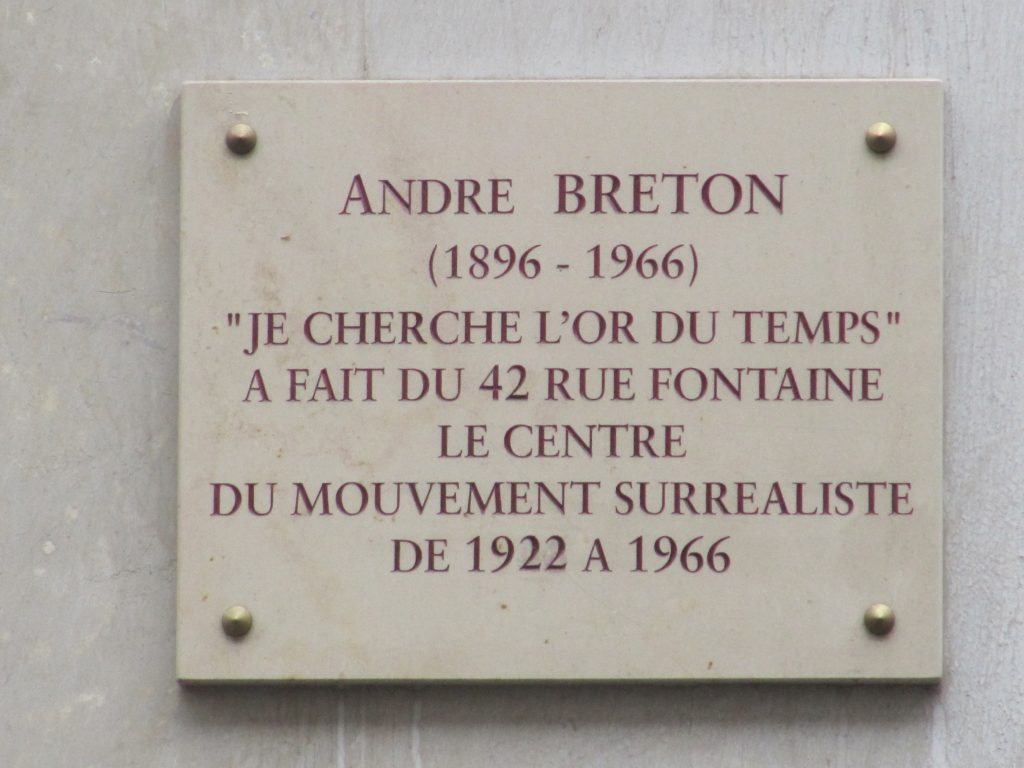 ANDRE BRETON
(1896 - 1966)
"JE CHERCHE L'OR DU TEMPS"
A FAIT DU 42 RUE FONTAINE
LE CENTRE
DU MOUVEMENT SURREALISTE
DE 1922 A 1966